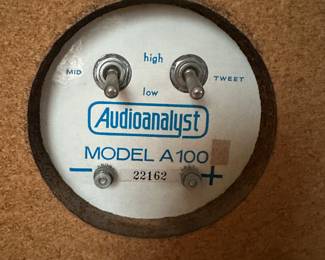 high
MID TWEET
low
Audioanalyst
MODEL A100
− 22162 +